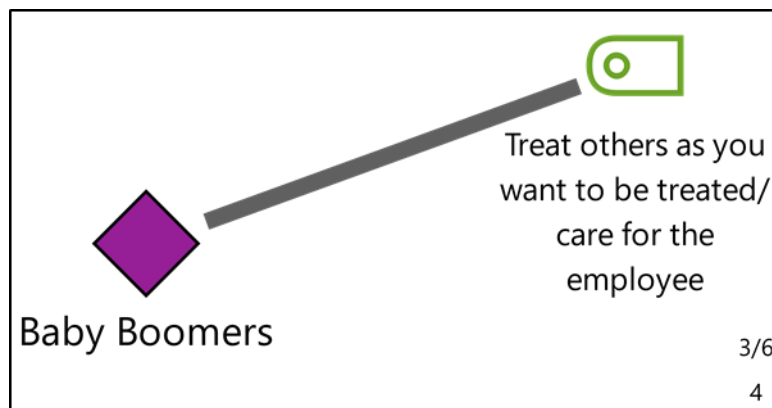 Treat others as you
want to be treated/
care for the
employee
Baby Boomers
3/6
4